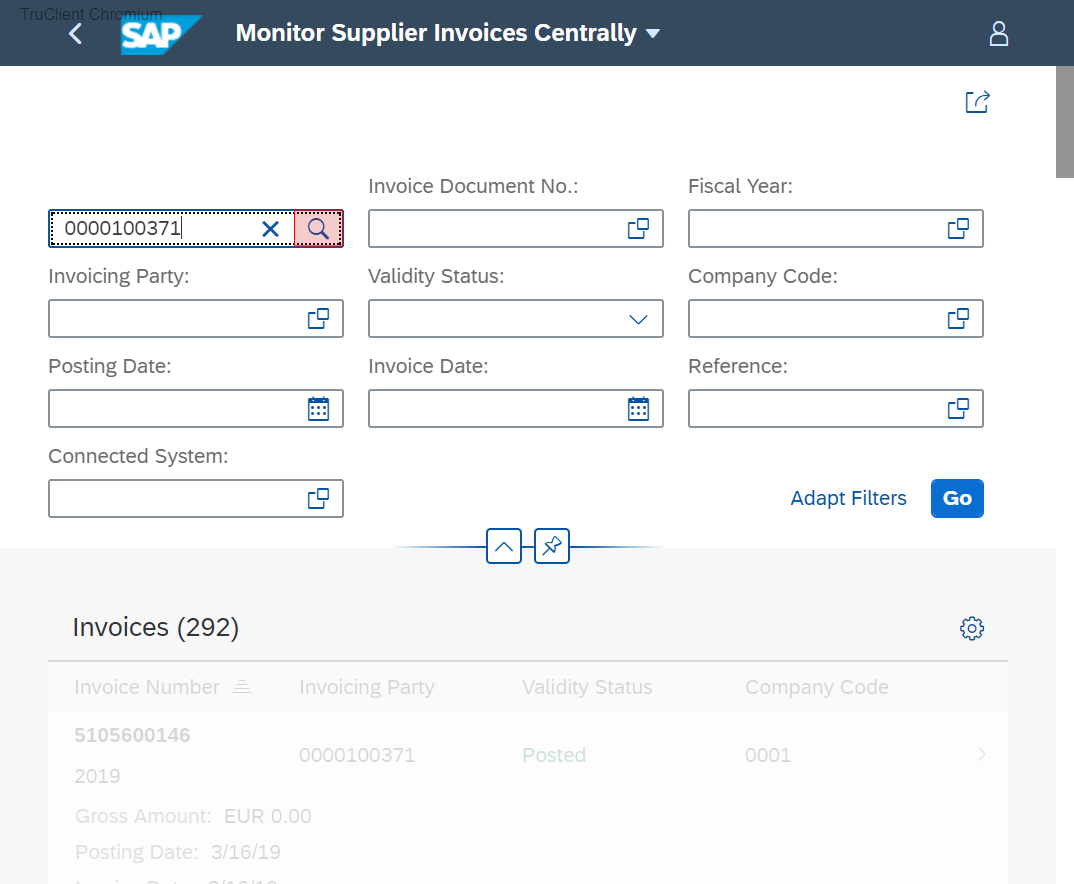 TruClient Chromium
SAP
Monitor Supplier Invoices Centrally
Invoice Document No.:
Fiscal Year:
0000100371
Invoicing Party:
Validity Status:
Company Code:
Posting Date:
Invoice Date:
Reference:
Connected System:
Adapt Filters
Go
Invoices (292)
Invoice Number
Invoicing Party
Validity Status
Company Code
5105600146
0000100371
Posted
0001
2019
Gross Amount: EUR 0.00
Posting Date: 3/16/19